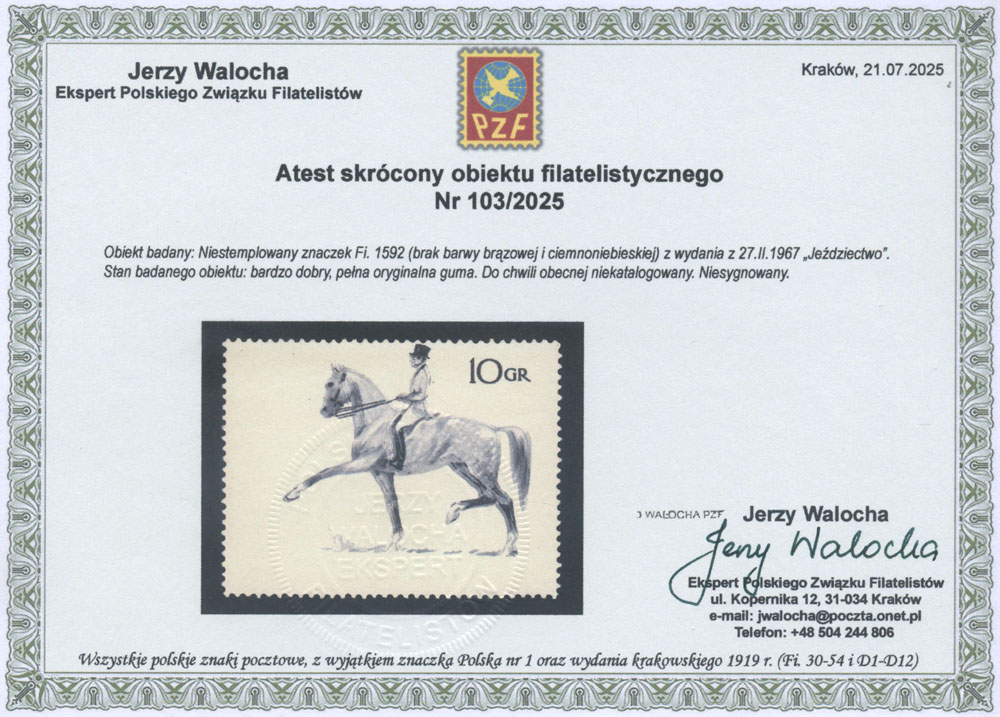 Jerzy Walocha
Ekspert Polskiego Związku Filatelistów
Kraków, 21.07.2025
PZF
Atest skrócony obiektu filatelistycznego
Nr 103/2025
Obiekt badany: Niestemplowany znaczek Fi. 1592 (brak barwy brązowej i ciemnoniebieskiej) z wydania z 27.II.1967 „Jeździectwo”.
Stan badanego obiektu: bardzo dobry, pełna oryginalna guma. Do chwili obecnej niekatalogowany. Niesygnowany.
10GR
JERZY
WALOCHA
EKSPERT
FILATELISTÓW
J WALOCHA PZF
Jerzy Walocha
Jerzy Walocha
Ekspert Polskiego Związku Filatelistów
ul. Kopernika 12, 31-034 Kraków
e-mail: jwalocha@poczta.onet.pl
Telefon: +48 504 244 806
Wszystkie polskie znaki pocztowe, z wyjątkiem znaczka Polska nr 1 oraz wydania krakowskiego 1919 r. (Fi. 30-54 i D1-D12)